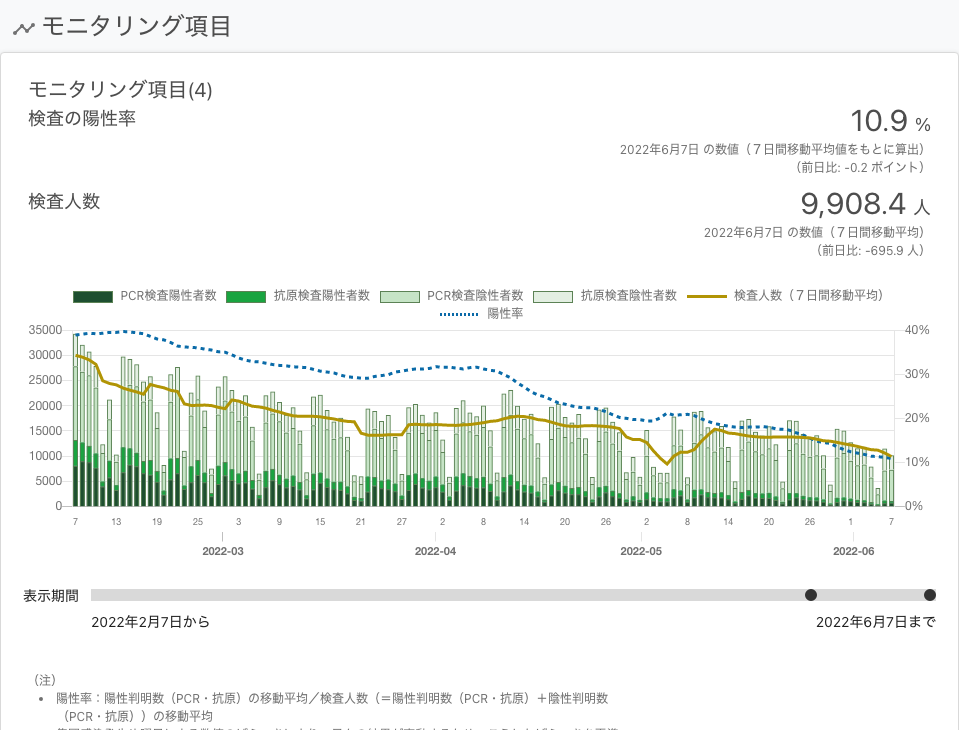 モニタリング項目
モニタリング項目(4)
検査の陽性率
10.9 %
2022年6月7日 の数値（７日間移動平均値をもとに算出）
（前日比: -0.2 ポイント）
検査人数
9,908.4 人
2022年6月7日 の数値（７日間移動平均）
（前日比: -695.9 人）
PCR検査陽性者数 抗原検査陽性者数 PCR検査陰性者数 抗原検査陰性者数 検査人数（７日間移動平均）
陽性率
35000 40%
30000
25000 30%
20000
15000 20%
10000 10%
5000
0 0%
7 13 19 25 3 9 15 21 27 2 8 14 20 26 2 8 14 20 26 1 7
2022-03 2022-04 2022-05 2022-06
表示期間
2022年2月7日から 2022年6月7日まで
（注）
• 陽性率：陽性判明数（PCR・抗原）の移動平均／検査人数（＝陽性判明数（PCR・抗原）＋陰性判明数
（PCR・抗原））の移動平均